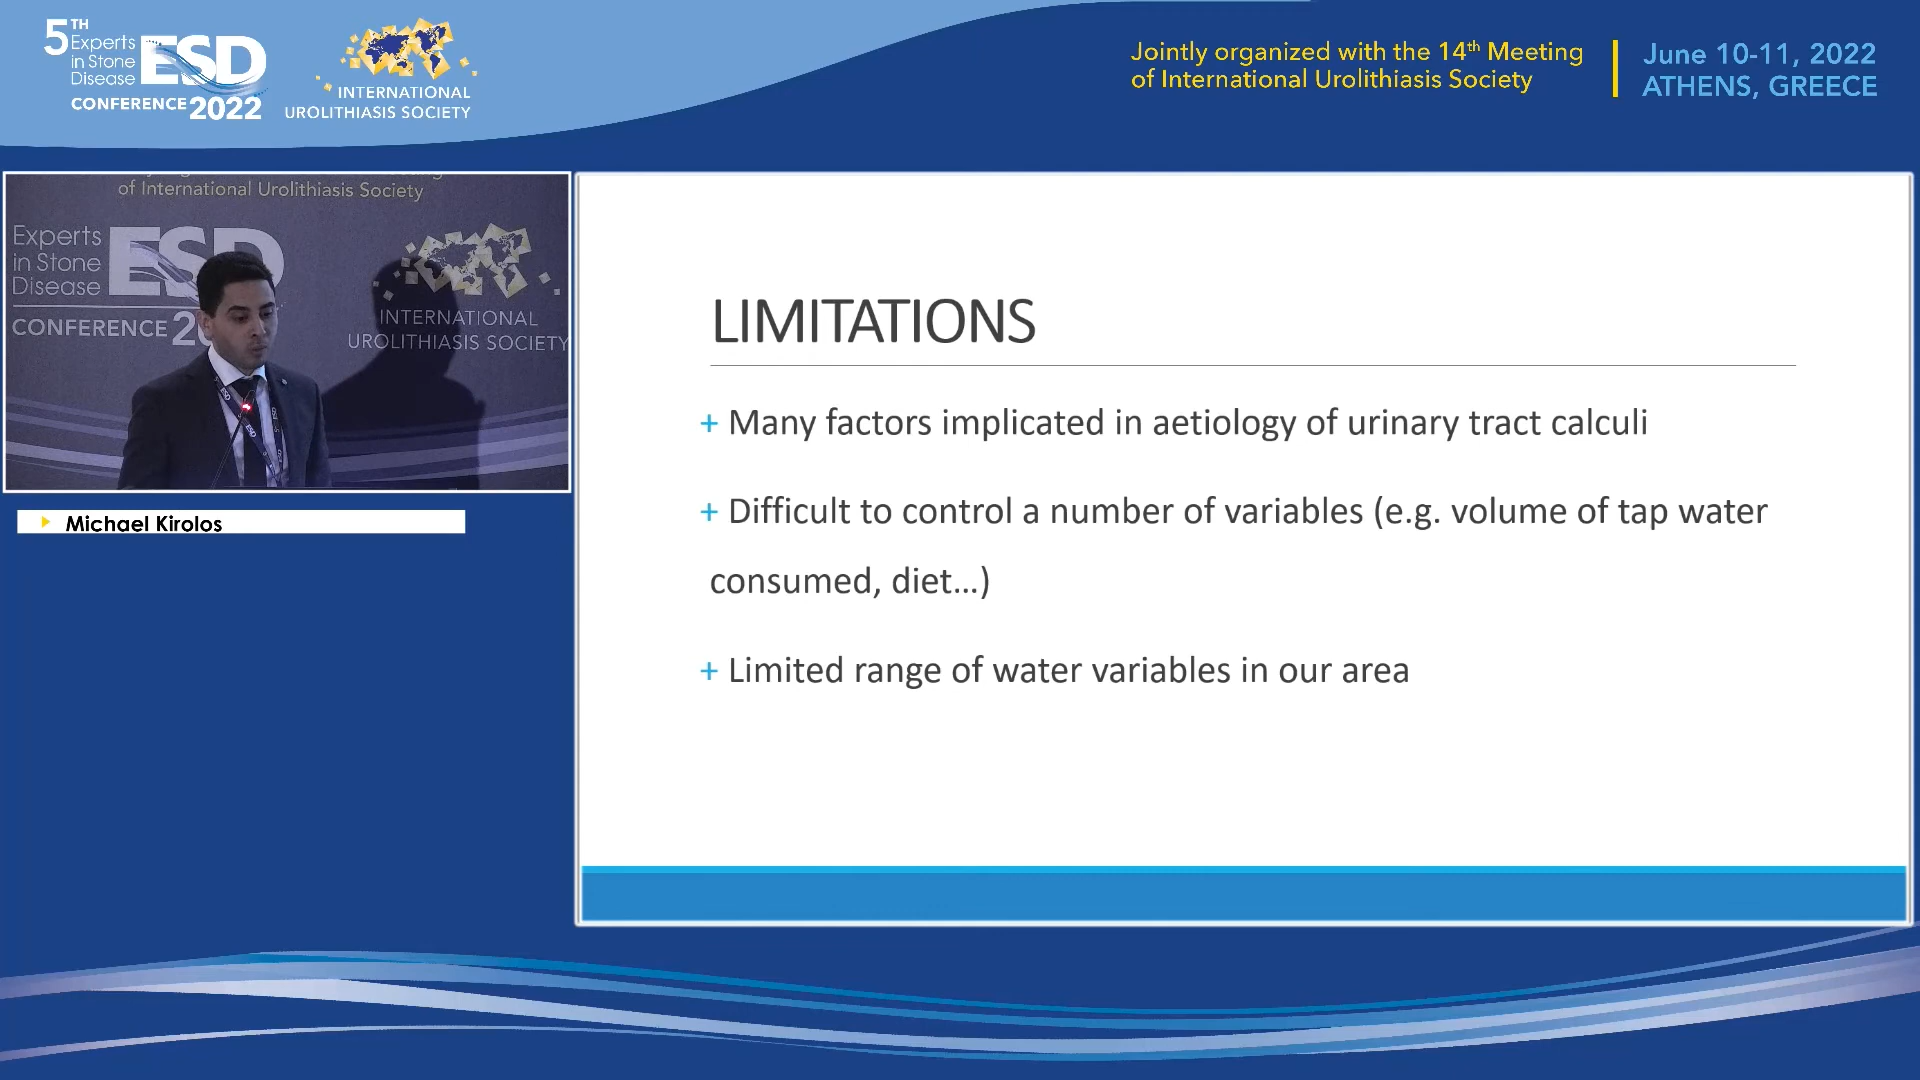 5TH
Experts
in Stone
Disease
ESD
CONFERENCE 2022
INTERNATIONAL
UROLITHIASIS SOCIETY
Jointly organized with the 14th Meeting
of International Urolithiasis Society
June 10-11, 2022
ATHENS, GREECE
of International Urolithiasis Society
Experts
in Stone
Disease
ESD
CONFERENCE 20
INTERNATIONAL
UROLITHIASIS SOCIETY
Michael Kirolos
LIMITATIONS
+ Many factors implicated in aetiology of urinary tract calculi
+ Difficult to control a number of variables (e.g. volume of tap water
consumed, diet...)
+ Limited range of water variables in our area